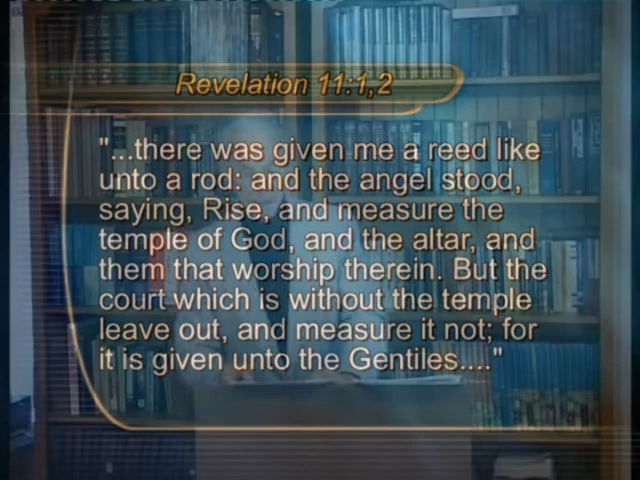 Revelation 11:1,2
"...there was given me a reed like
unto a rod: and the angel stood,
saying, Rise, and measure the
temple of God, and the altar, and
them that worship therein. But the
court which is without the temple
leave out, and measure it not; for
it is given unto the Gentiles...."